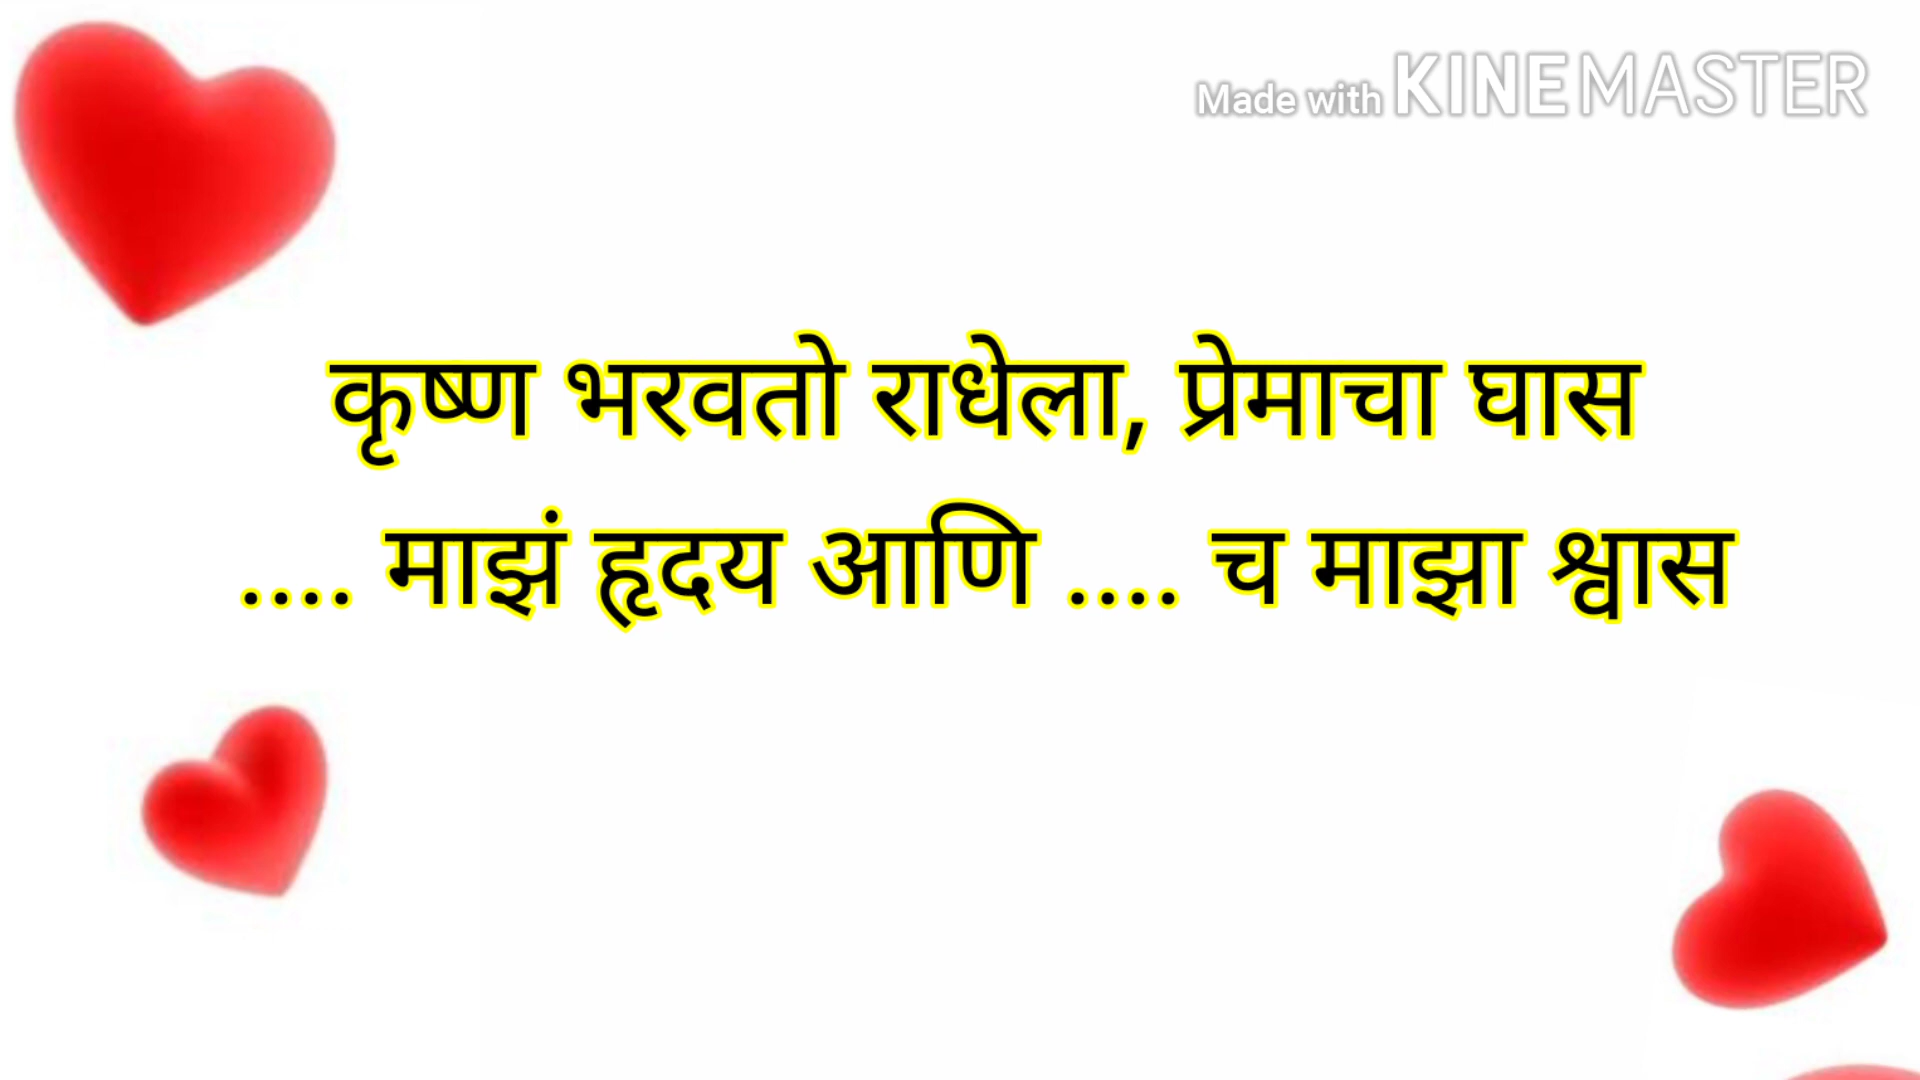 Made with KINEMASTER
कृष्ण भरवतो राधेला, प्रेमाचा घास
.... माझं हृदय आणि .... च माझा श्वास